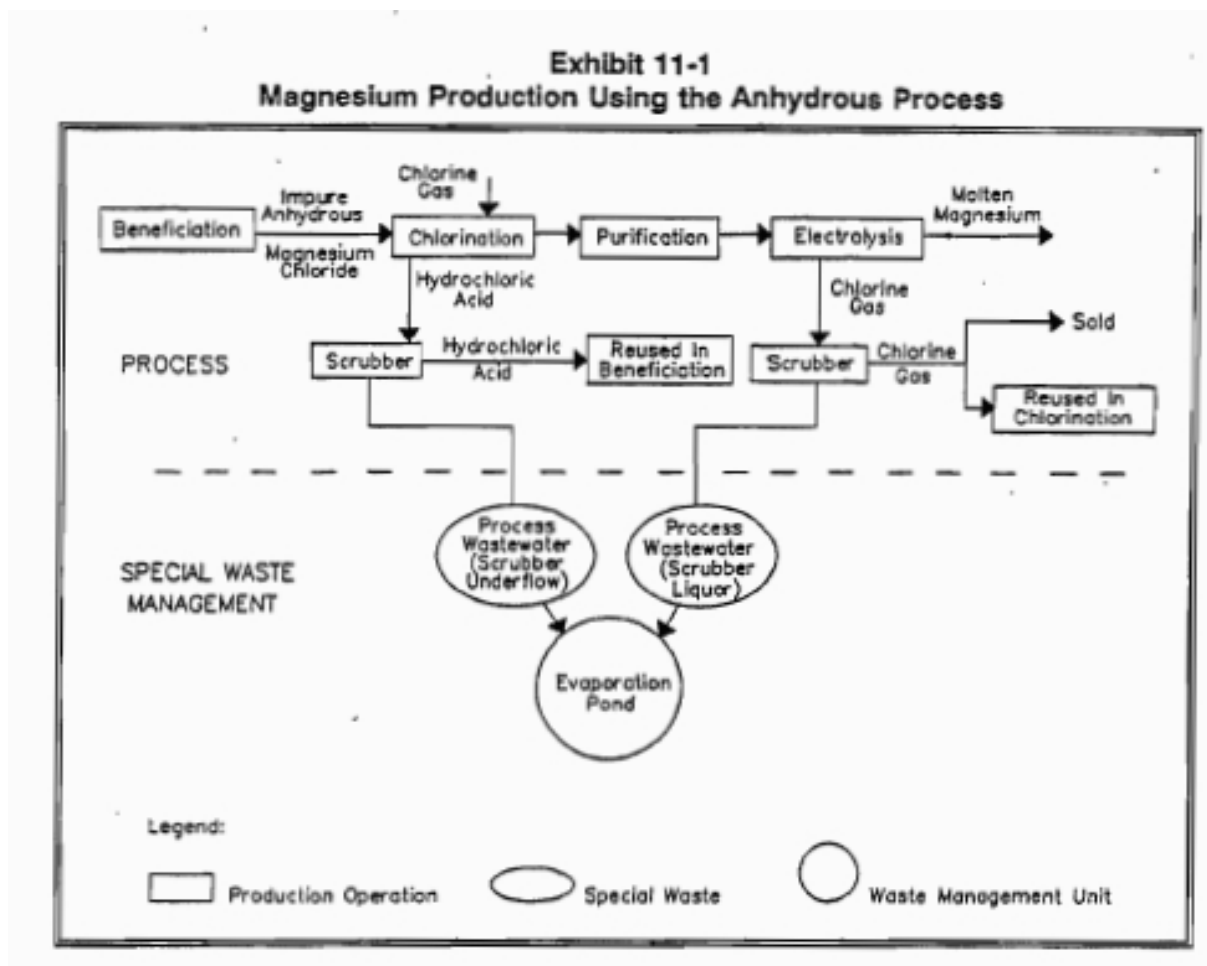 Exhibit 11-1
Magnesium Production Using the Anhydrous Process
Beneficiation
Impure
Anhydrous
Magnesium
Chloride
Chlorine
Gas
Chlorination
Purification
Electrolysis
Molten
Magnesium
Hydrochloric
Acid
Chlorine
Gas
PROCESS
Scrubber
Hydrochloric
Acid
Reused In
Beneficiation
Scrubber
Chlorine
Gas
Sold
Reused In
Chlorination
SPECIAL WASTE
MANAGEMENT
Process
Wastewater
(Scrubber
Underflow)
Process
Wastewater
(Scrubber
Liquor)
Evaporation
Pond
Legend:
Production Operation
Special Waste
Waste Management Unit